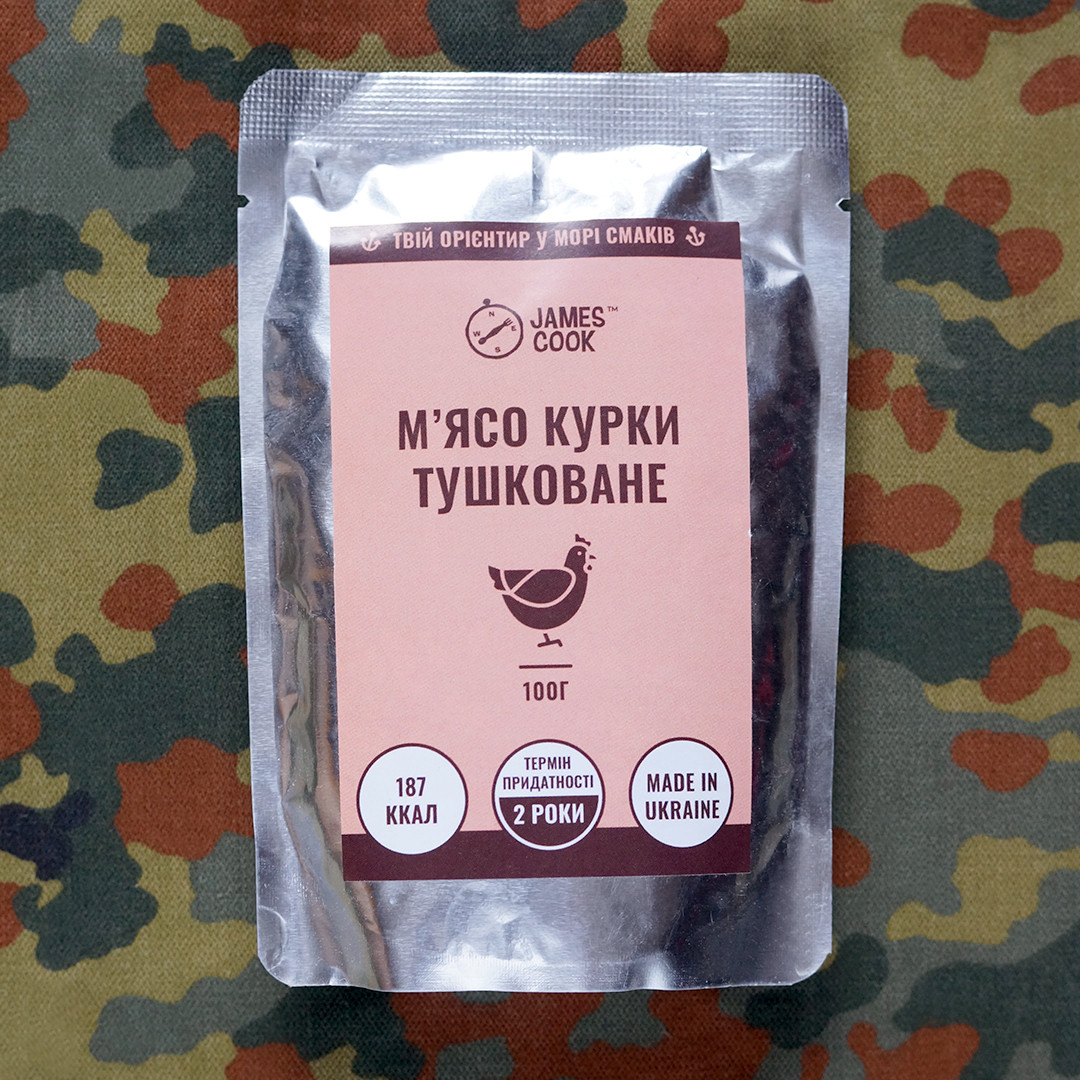 ТВІЙ ОРІЄНТИР У МОРІ СМАКІВ
N
W E
S
JAMES™
COOK
М'ЯСО КУРКИ
ТУШКОВАНЕ
100Г
187
ККАЛ
ТЕРМІН
ПРИДАТНОСТІ
2 РОКИ
MADE IN
UKRAINE